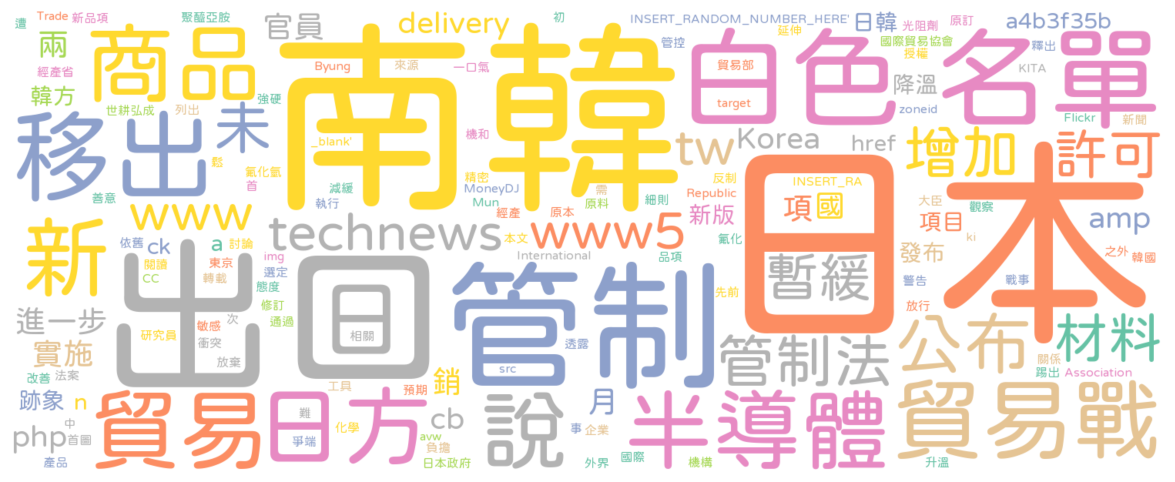 遭 Trade 新品項 聚醯亞胺 官員 delivery 初 INSERT_RANDOM_NUMBER_HERE' 延伸 日韓 光阻劑 原訂 a4b3f35b
兩 商品 南韓 管控 白色名單 國際貿易協會 授權 釋出
經產省 韓方 Byung 來源 一口氣 貿易部 降溫 KITA
世耕弘成 列出 強硬 target zoneid Flickr 新聞
移出 未 _blank' 機和 tw Korea href 增加 許可
鬆 氟化氫 精密 反制 INSERT_RA
善意 首 減緩 執行 MoneyDJ Mun 需 原料 細則 Republic 新版 項 國 大臣 觀察 項目 amp
新 www 經產 原本 www5 氟化 本
依舊 ck a 討論 technews 本文 International 品項 日 發布 ki 之外 韓國
閱讀 CC 東京 轉載 img 選定 態度 暫緩 警告 戰事
出口 管制 先前 放行
進一步 研究員 敏感 次 衝突 修訂 通過 相關 透露 管制法 公布 材料
實施 放棄 src 關係 踢出 Association
改善 法案 工具 預期 銷
跡象 n 貿易 日方 難 爭端 化學 cb 說 月 半導體 貿易戰
php 中 首圖 avw 負擔 事 企業
產品 日本政府 外界 國際 機構 升溫